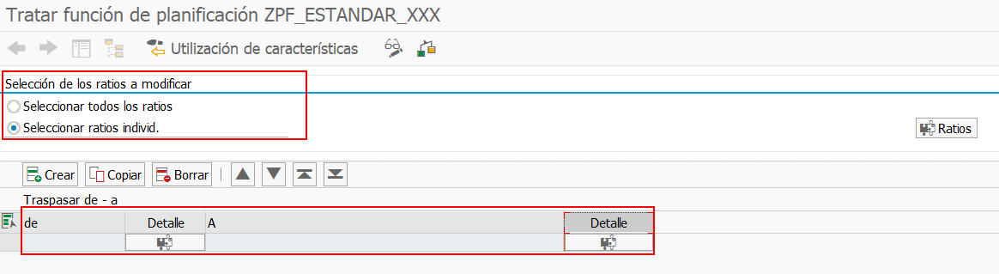 Tratar función de planificación ZPF_ESTANDAR_XXX
Utilización de características
Selección de los ratios a modificar
Seleccionar todos los ratios
Seleccionar ratios individ.
Ratios
Crear Copiar Borrar
Traspasar de - a
de Detalle A Detalle